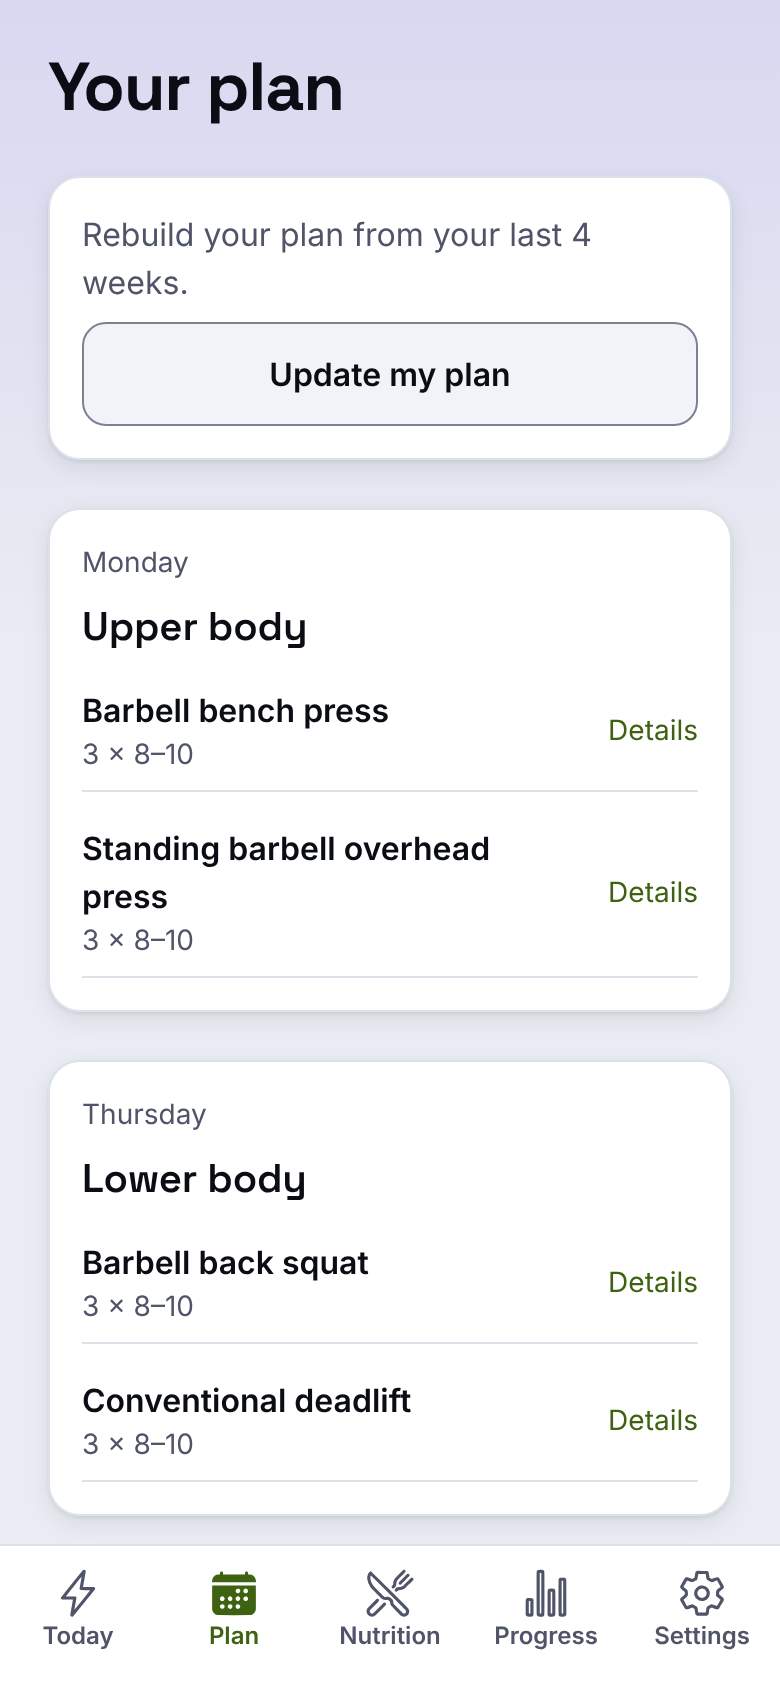 Your plan
Rebuild your plan from your last 4
weeks.
Update my plan
Monday
Upper body
Barbell bench press
3 × 8–10
Details
Standing barbell overhead
press
3 × 8–10
Details
Thursday
Lower body
Barbell back squat
3 × 8–10
Details
Conventional deadlift
3 × 8–10
Details
Today
Plan
Nutrition
Progress
Settings